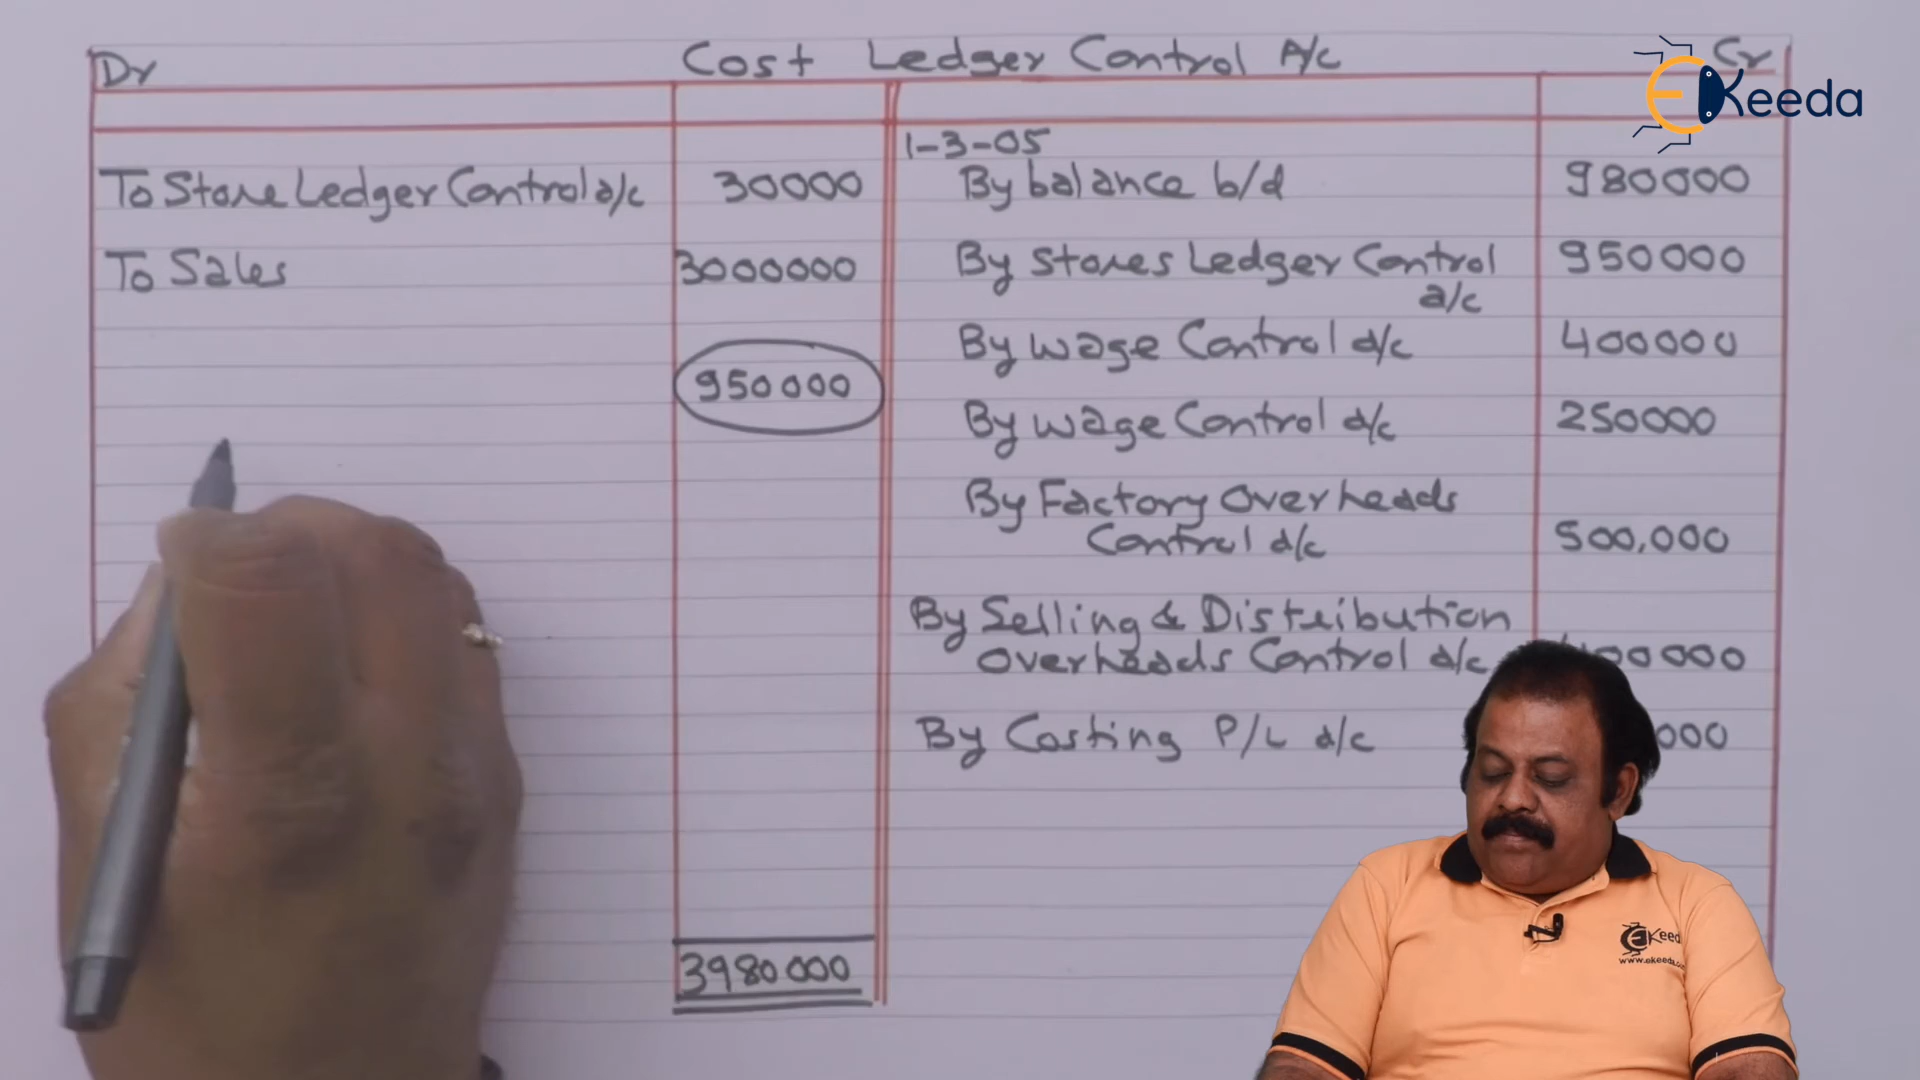 Dr Cost Ledger Control A/c Cr
EKeeda
1-3-05
To Store Ledger Control a/c 30000 By balance b/d 980000
To Sales 3000000 By Stores Ledger Control 950000
a/c
By Wage Control a/c 400000
950000
By Wage Control a/c 250000
By Factory Overheads
Control a/c 500,000
By Selling & Distribution
Overheads Control a/c
By Costing P/L a/c
3980000
EKeed